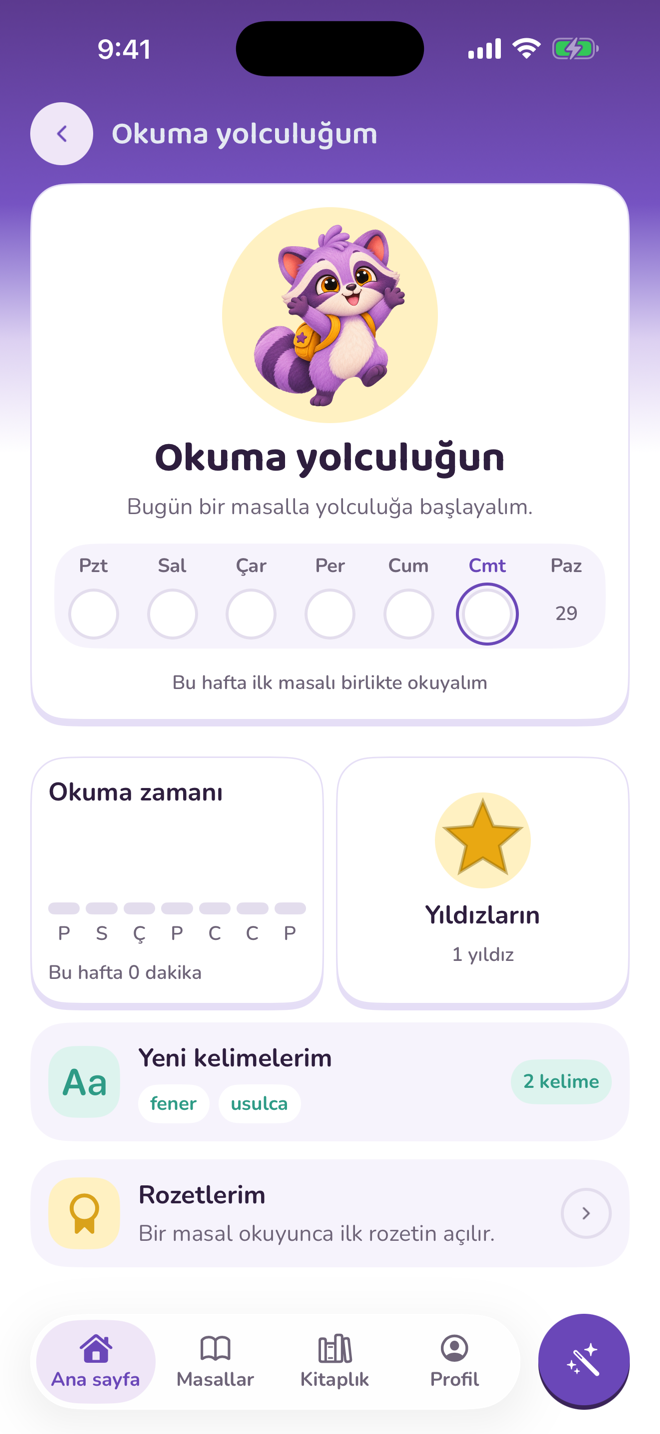 9:41
Okuma yolculuğum
Okuma yolculuğun
Bugün bir masalla yolculuğa başlayalım.
Pzt Sal Çar Per Cum Cmt Paz
29
Bu hafta ilk masalı birlikte okuyalım
Okuma zamanı
P S Ç P C C P
Bu hafta 0 dakika
Yıldızların
1 yıldız
Aa
Yeni kelimelerim
fener usulca
2 kelime
Rozetlerim
Bir masal okuyunca ilk rozetin açılır.
Ana sayfa Masallar Kitaplık Profil